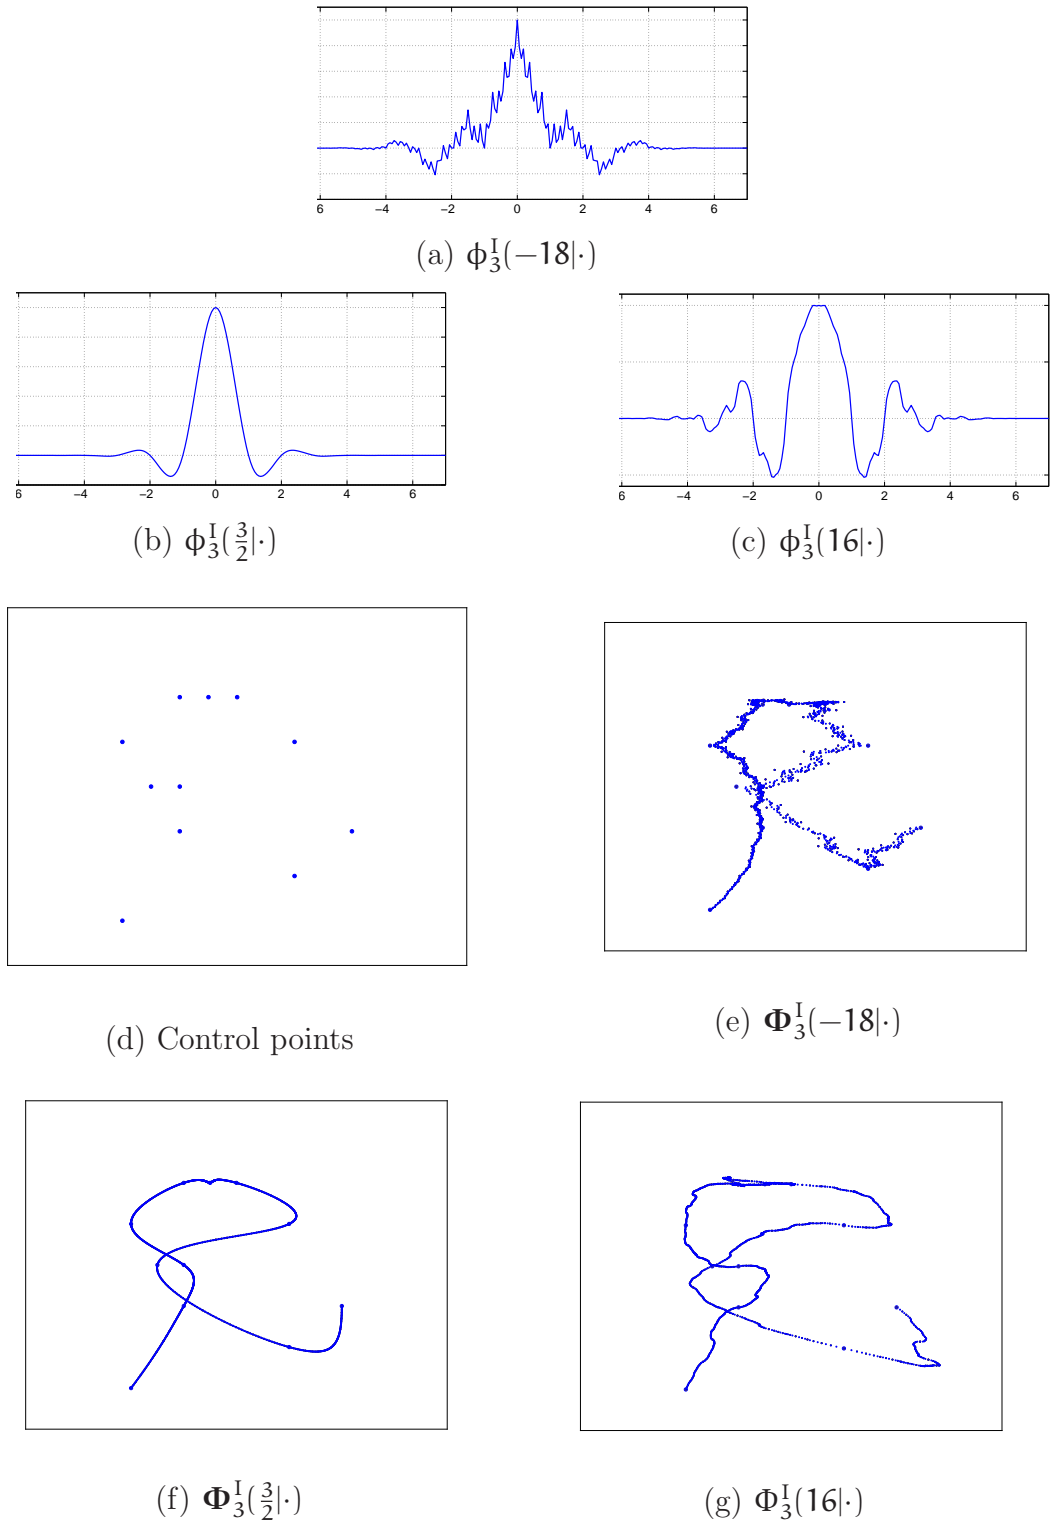 6 −4 −2 0 2 4 6
(a) ϕ₃ᴵ(−18|·)
6 −4 −2 0 2 4 6
6 −4 −2 0 2 4 6
(b) ϕ₃ᴵ(3/2|·)
(c) ϕ₃ᴵ(16|·)
(d) Control points
(e) Φ₃ᴵ(−18|·)
(f) Φ₃ᴵ(3/2|·)
(g) Φ₃ᴵ(16|·)